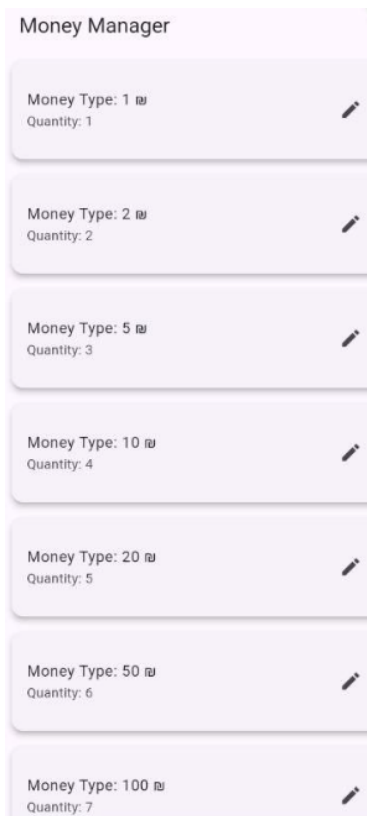 Money Manager
Money Type: 1 ₪
Quantity: 1
Money Type: 2 ₪
Quantity: 2
Money Type: 5 ₪
Quantity: 3
Money Type: 10 ₪
Quantity: 4
Money Type: 20 ₪
Quantity: 5
Money Type: 50 ₪
Quantity: 6
Money Type: 100 ₪
Quantity: 7